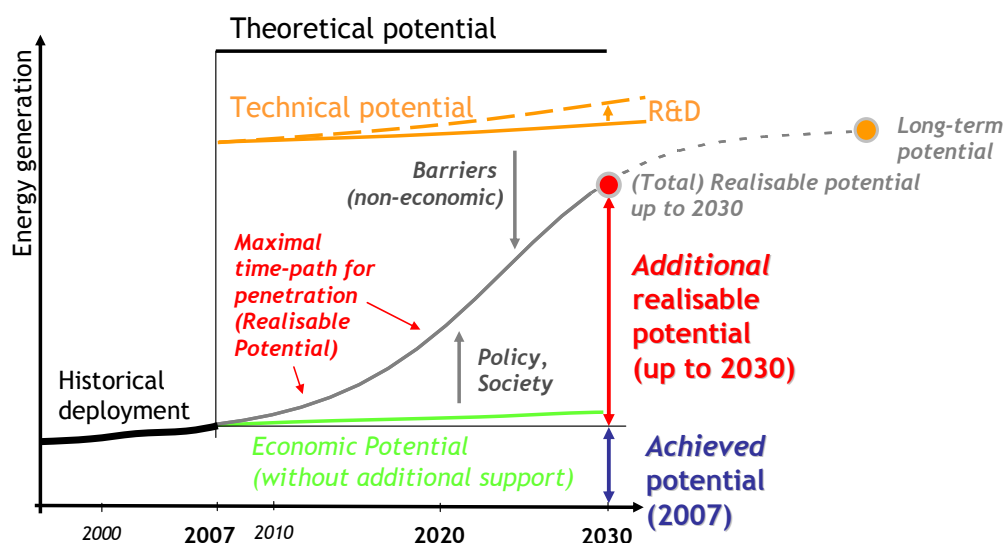 Theoretical potential
Energy generation
Technical potential
R&D
Long-term
potential
Barriers
(non-economic)
(Total) Realisable potential
up to 2030
Maximal
time-path for
penetration
(Realisable
Potential)
Additional
realisable
potential
(up to 2030)
Policy,
Society
Historical
deployment
Economic Potential
(without additional support)
Achieved
potential
(2007)
2000
2007
2010
2020
2030